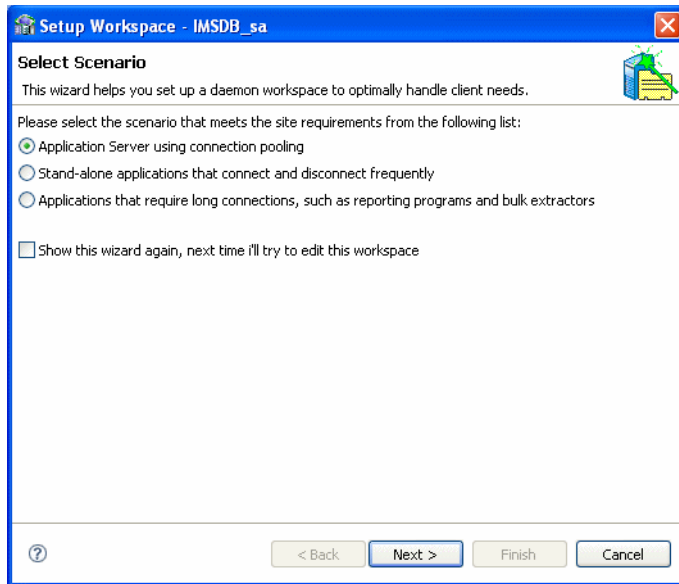 Setup Workspace - IMSDB_sa
Select Scenario
This wizard helps you set up a daemon workspace to optimally handle client needs.
Please select the scenario that meets the site requirements from the following list:
Application Server using connection pooling
Stand-alone applications that connect and disconnect frequently
Applications that require long connections, such as reporting programs and bulk extractors
Show this wizard again, next time i'll try to edit this workspace
?
< Back
Next >
Finish
Cancel